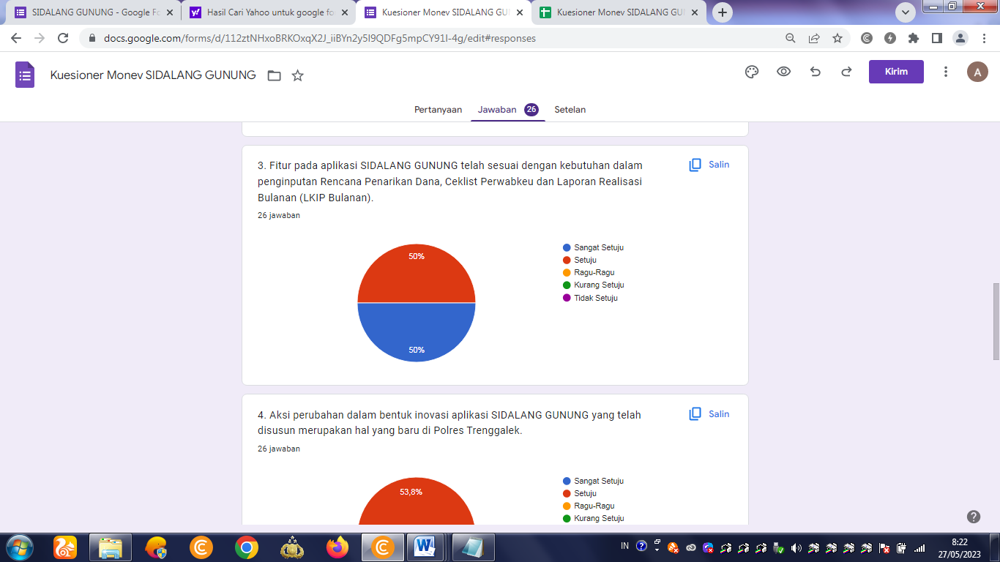 SIDALANG GUNUNG - Google Fo
Hasil Cari Yahoo untuk google fo
Kuesioner Monev SIDALANG GU
Kuesioner Monev SIDALANG GU
docs.google.com/forms/d/112ztNHxoBRKOxqX2J_iiBYn2y5l9QDFg5mpCY91I-4g/edit#responses
Kuesioner Monev SIDALANG GUNUNG
Kirim
A
Pertanyaan
Jawaban 26
Setelan
3. Fitur pada aplikasi SIDALANG GUNUNG telah sesuai dengan kebutuhan dalam
penginputan Rencana Penarikan Dana, Ceklist Perwabkeu dan Laporan Realisasi
Bulanan (LKIP Bulanan).
Salin
26 jawaban
50%
50%
Sangat Setuju
Setuju
Ragu-Ragu
Kurang Setuju
Tidak Setuju
4. Aksi perubahan dalam bentuk inovasi aplikasi SIDALANG GUNUNG yang telah
disusun merupakan hal yang baru di Polres Trenggalek.
Salin
26 jawaban
53,8%
Sangat Setuju
Setuju
Ragu-Ragu
Kurang Setuju
IN
8:22
27/05/2023